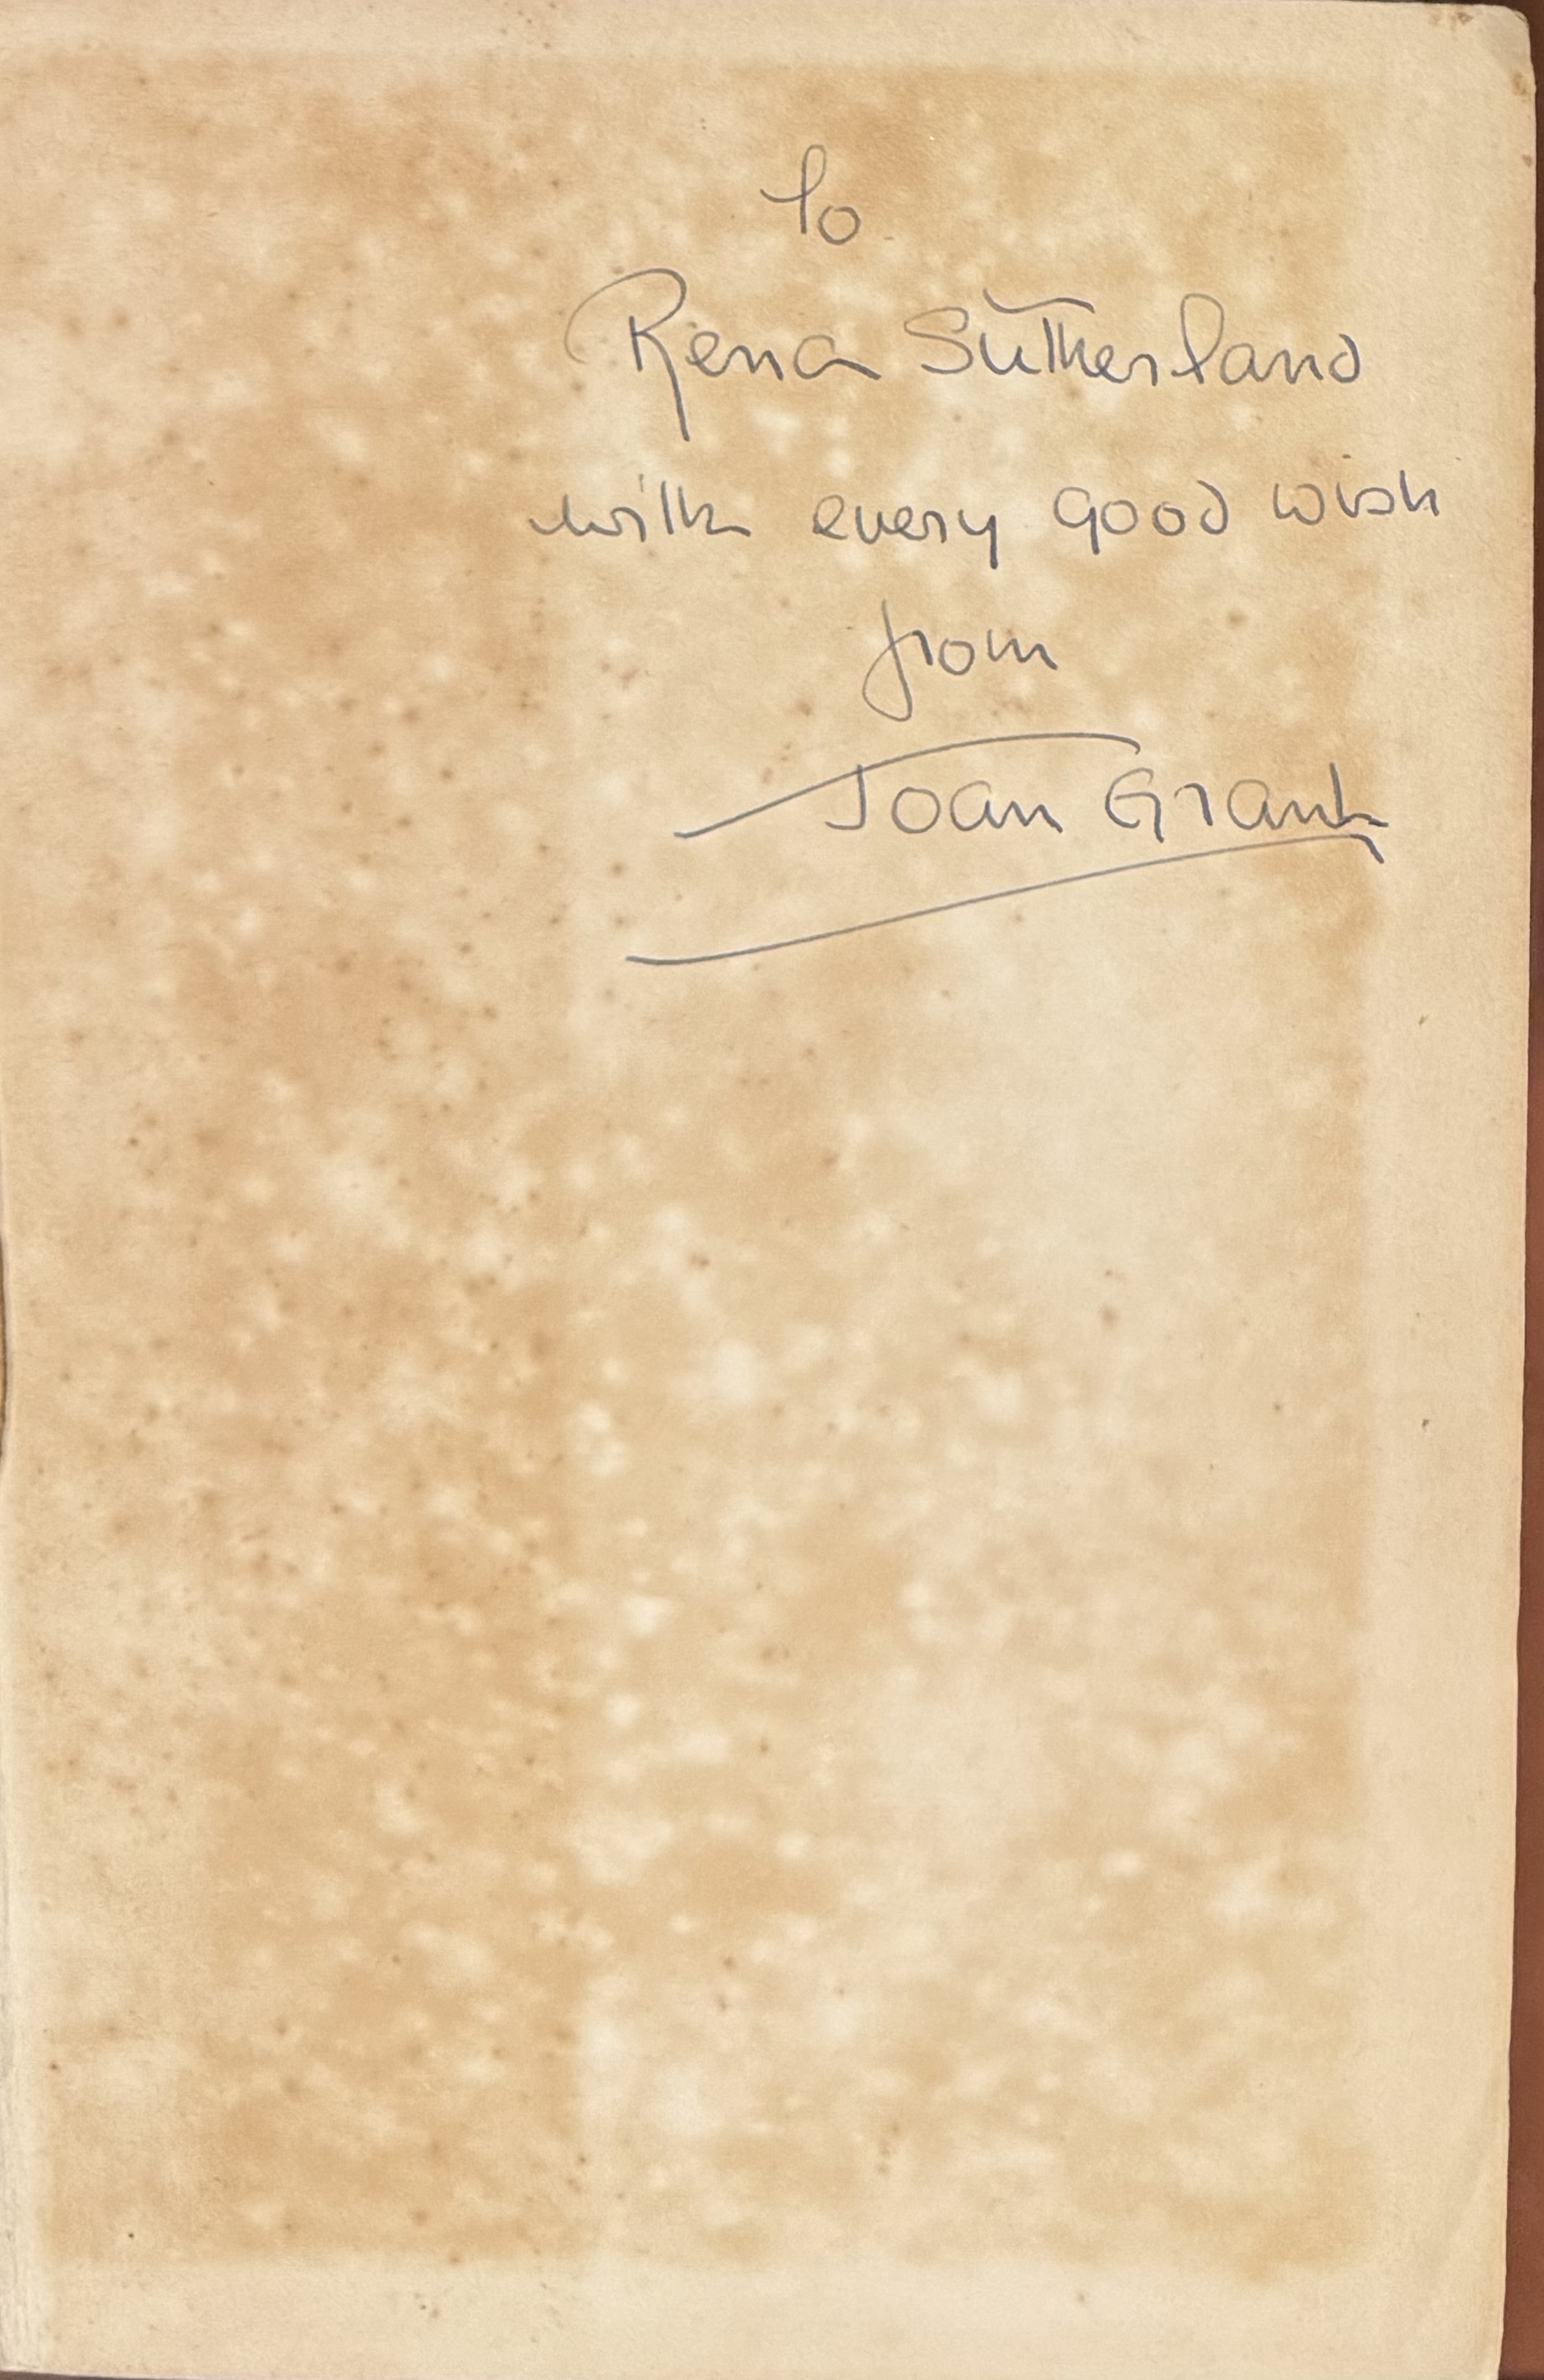 To
Rena Sutherland
with every good wish
from
Joan Grant